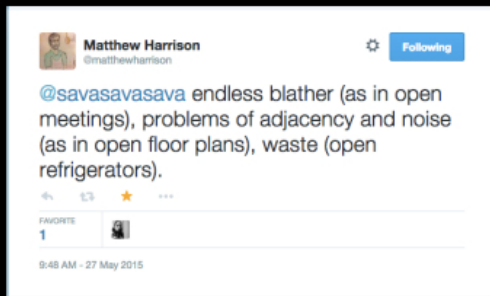 Matthew Harrison
@matthewharrison
Following
@savasavasava endless blather (as in open
meetings), problems of adjacency and noise
(as in open floor plans), waste (open
refrigerators).
FAVORITE
1
9:48 AM - 27 May 2015